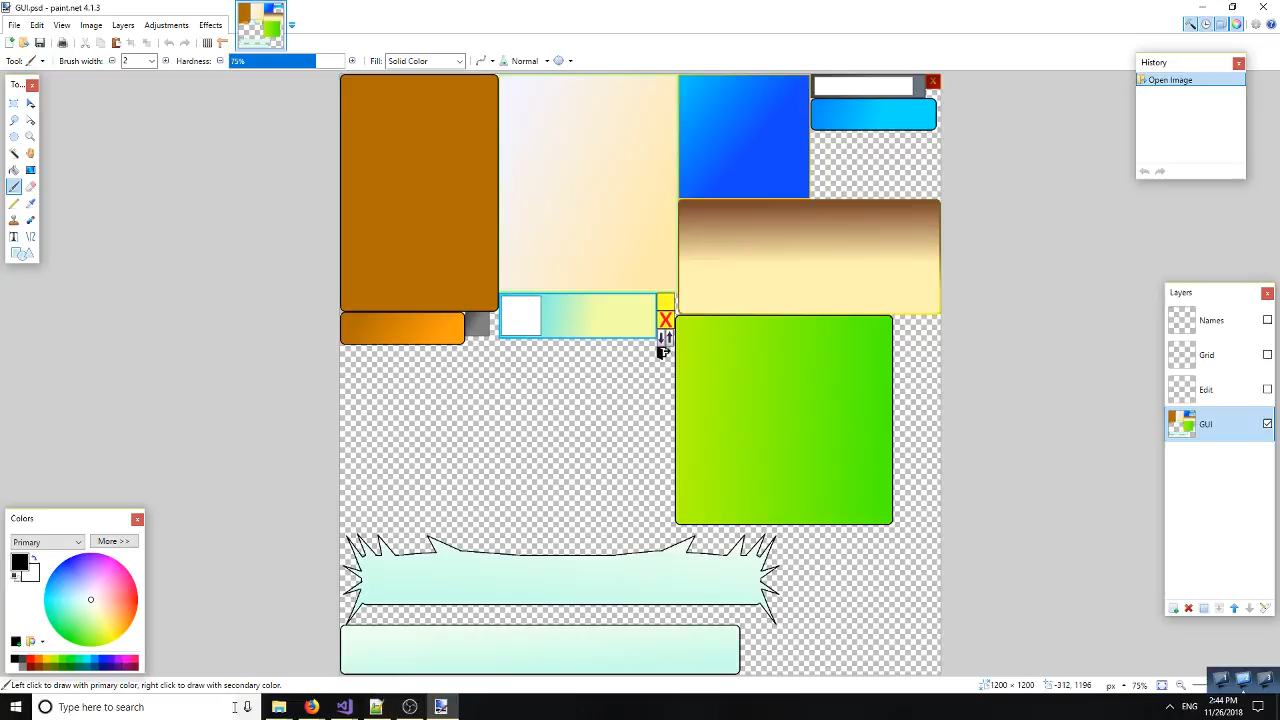 GUI.psd - paint.net 4.1.3
File Edit View Image Layers Adjustments Effects
Tool: Brush width: 2 Hardness: 75% Fill: Solid Color Normal
To...
History
Open Image
X
X
Layers
Names
Grid
Edit
GUI
Colors
Primary
More >>
Left click to draw with primary color, right click to draw with secondary color.
1200 × 1200
-312, 1196
px
75%
Type here to search
ENG
2:44 PM
11/26/2018